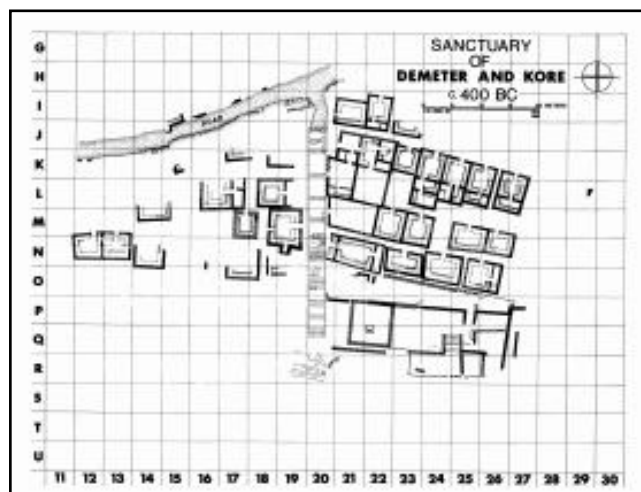 SANCTUARY
OF
DEMETER AND KORE
c. 400 BC
G
H
I
J
K
L
M
N
O
P
Q
R
S
T
U
ROAD
11 12 13 14 15 16 17 18 19 20 21 22 23 24 25 26 27 28 29 30